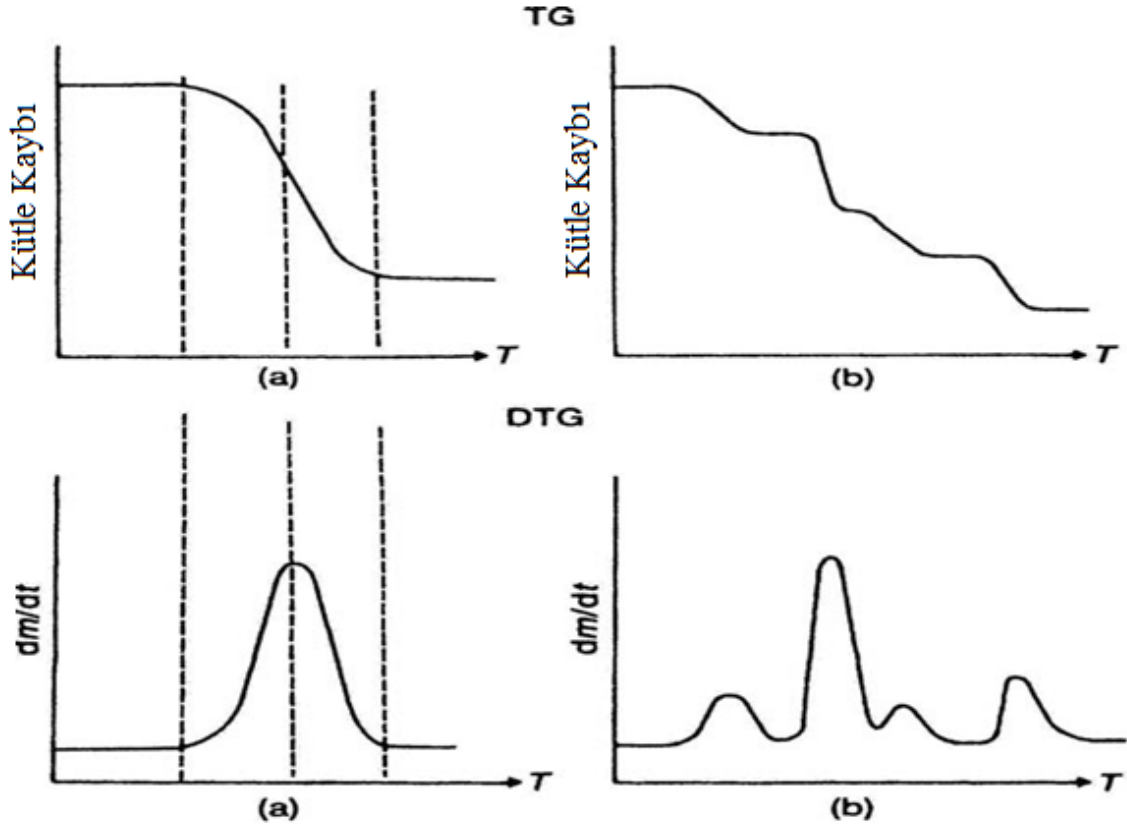 TG
Kütle Kaybı
T
(a)
Kütle Kaybı
T
(b)
DTG
dm/dt
T
(a)
dm/dt
T
(b)